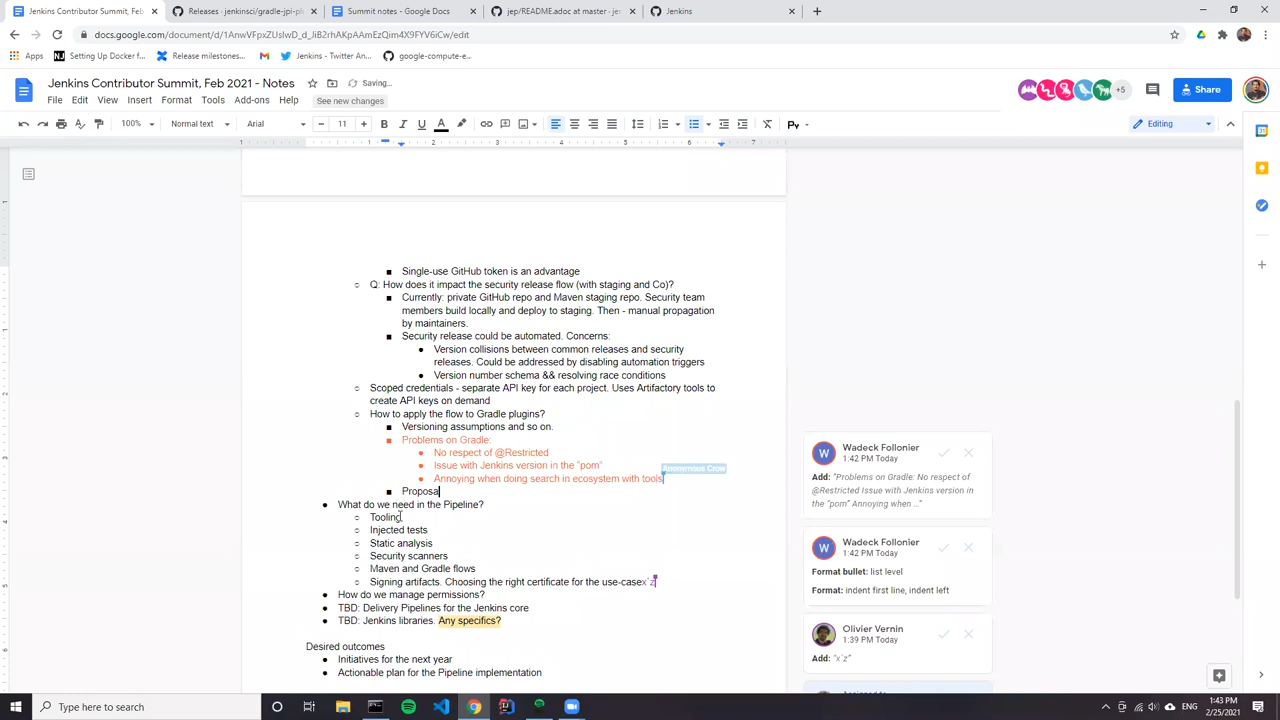 Jenkins Contributor Summit, Feb
Releases · jenkinsci/gradle-jpi-pl
Summit notes - Google Docs
jep/README.adoc at master · jen
Jenkins
docs.google.com/document/d/1AnwVFpxZUslwD_d_JiB2rhAKpAAmEzQim4X9FYV6iCw/edit
Apps
Setting Up Docker f...
Release milestones...
Jenkins - Twitter An...
google-compute-e...
Jenkins Contributor Summit, Feb 2021 - Notes
Saving...
File Edit View Insert Format Tools Add-ons Help
See new changes
+5
Share
100%
Normal text
Arial
11
Editing
Single-use GitHub token is an advantage
Q: How does it impact the security release flow (with staging and Co)?
Currently: private GitHub repo and Maven staging repo. Security team
members build locally and deploy to staging. Then - manual propagation
by maintainers.
Security release could be automated. Concerns:
Version collisions between common releases and security
releases. Could be addressed by disabling automation triggers
Version number schema && resolving race conditions
Scoped credentials - separate API key for each project. Uses Artifactory tools to
create API keys on demand
How to apply the flow to Gradle plugins?
Versioning assumptions and so on.
Problems on Gradle:
No respect of @Restricted
Issue with Jenkins version in the "pom"
Anonymous Crow
Annoying when doing search in ecosystem with tools
Proposa
What do we need in the Pipeline?
Tooling
Injected tests
Static analysis
Security scanners
Maven and Gradle flows
Signing artifacts. Choosing the right certificate for the use-casex`z
How do we manage permissions?
TBD: Delivery Pipelines for the Jenkins core
TBD: Jenkins libraries. Any specifics?
Desired outcomes
Initiatives for the next year
Actionable plan for the Pipeline implementation
W
Wadeck Follonier
1:42 PM Today
Add: "Problems on Gradle: No respect of
@Restricted Issue with Jenkins version in the
"pom" Annoying when ..."
W
Wadeck Follonier
1:42 PM Today
Format bullet: list level
Format: indent first line, indent left
Olivier Vernin
1:39 PM Today
Add: "x`z"
Type here to search
ENG
1:43 PM
2/25/2021